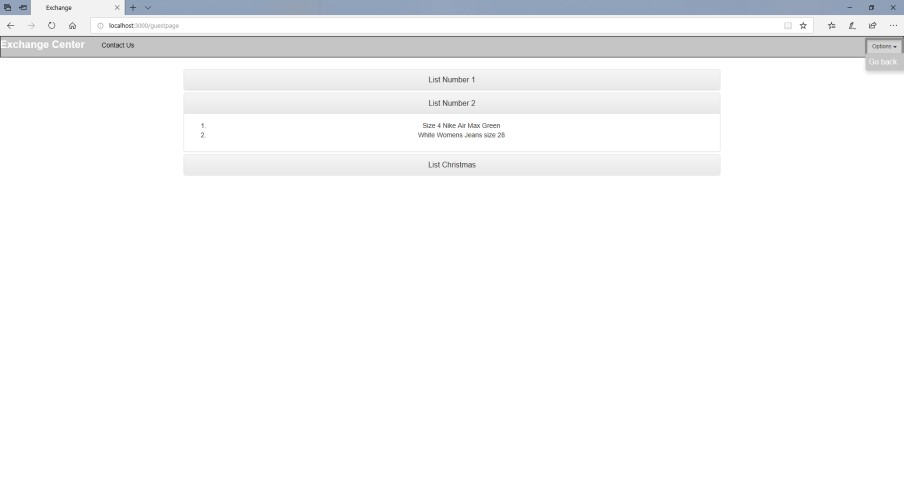 Exchange
localhost:3000/guestpage
Exchange Center
Contact Us
Options
Go back
List Number 1
List Number 2
1. Size 4 Nike Air Max Green
2. White Womens Jeans size 28
List Christmas